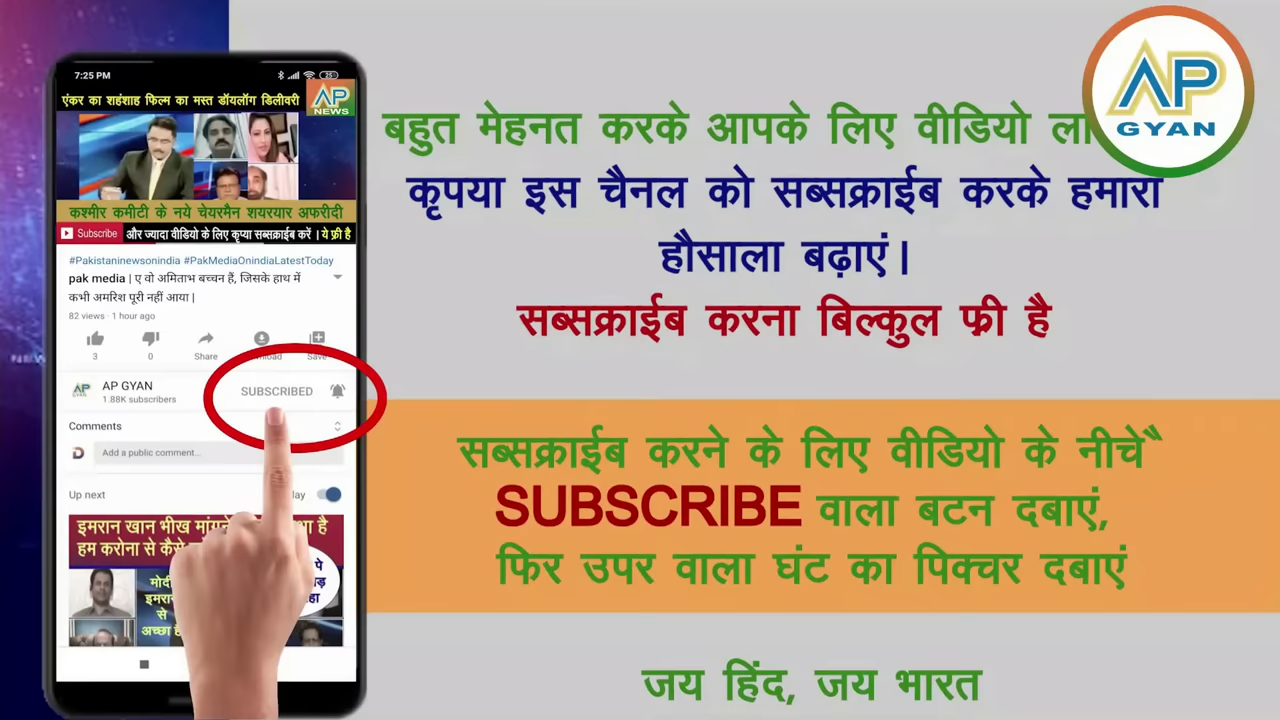 7:25 PM
25
एंकर का शहंशाह फिल्म का मस्त डॉयलॉग डिलीवरी
AP
NEWS
कश्मीर कमीटी के नये चेयरमैन शयरयार अफरीदी
Subscribe
और ज्यादा वीडियो के लिए कृप्या सब्सक्राईब करें । ये फ्री है
#Pakistaninewsonindia #PakMediaOnindiaLatestToday
pak media | ए वो अमिताभ बच्चन हैं, जिसके हाथ में
कभी अमरिश पूरी नहीं आया |
82 views · 1 hour ago
3
0
Share
Save
AP GYAN
1.88K subscribers
SUBSCRIBED
Comments
Add a public comment...
Up next
इमरान खान भीख मांगने
है
हम करोना से कैसे
मोदी
इमरान
से
अच्छा है
AP
GYAN
बहुत मेहनत करके आपके लिए वीडियो
कृपया इस चैनल को सब्सक्राईब करके हमारा
हौसाला बढ़ाएं।
सब्सक्राईब करना बिल्कुल फ्री है
सब्सक्राईब करने के लिए वीडियो के नीचे"
SUBSCRIBE वाला बटन दबाएं,
फिर उपर वाला घंट का पिक्चर दबाएं
जय हिंद, जय भारत